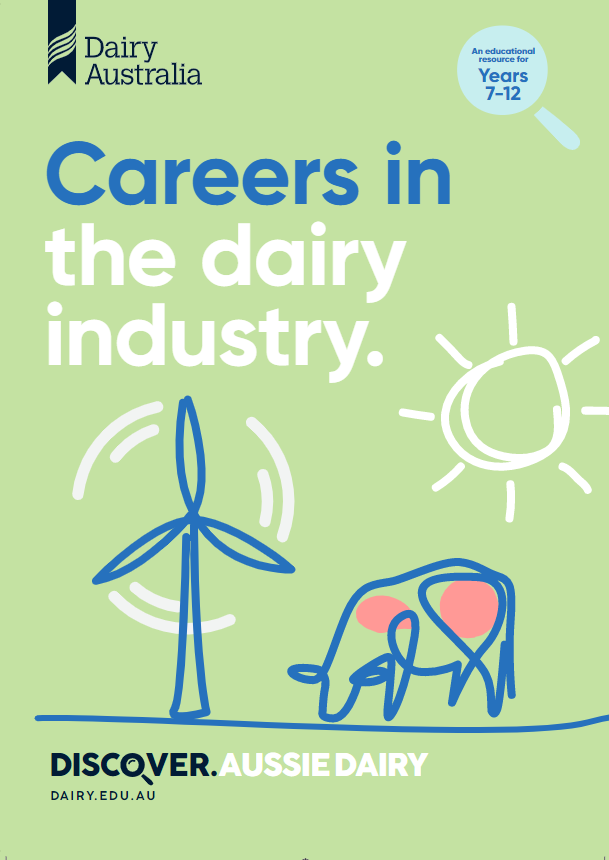 Dairy
Australia
An educational
resource for
Years
7-12
Careers in
the dairy
industry.
DISCOVER.AUSSIE DAIRY
DAIRY.EDU.AU